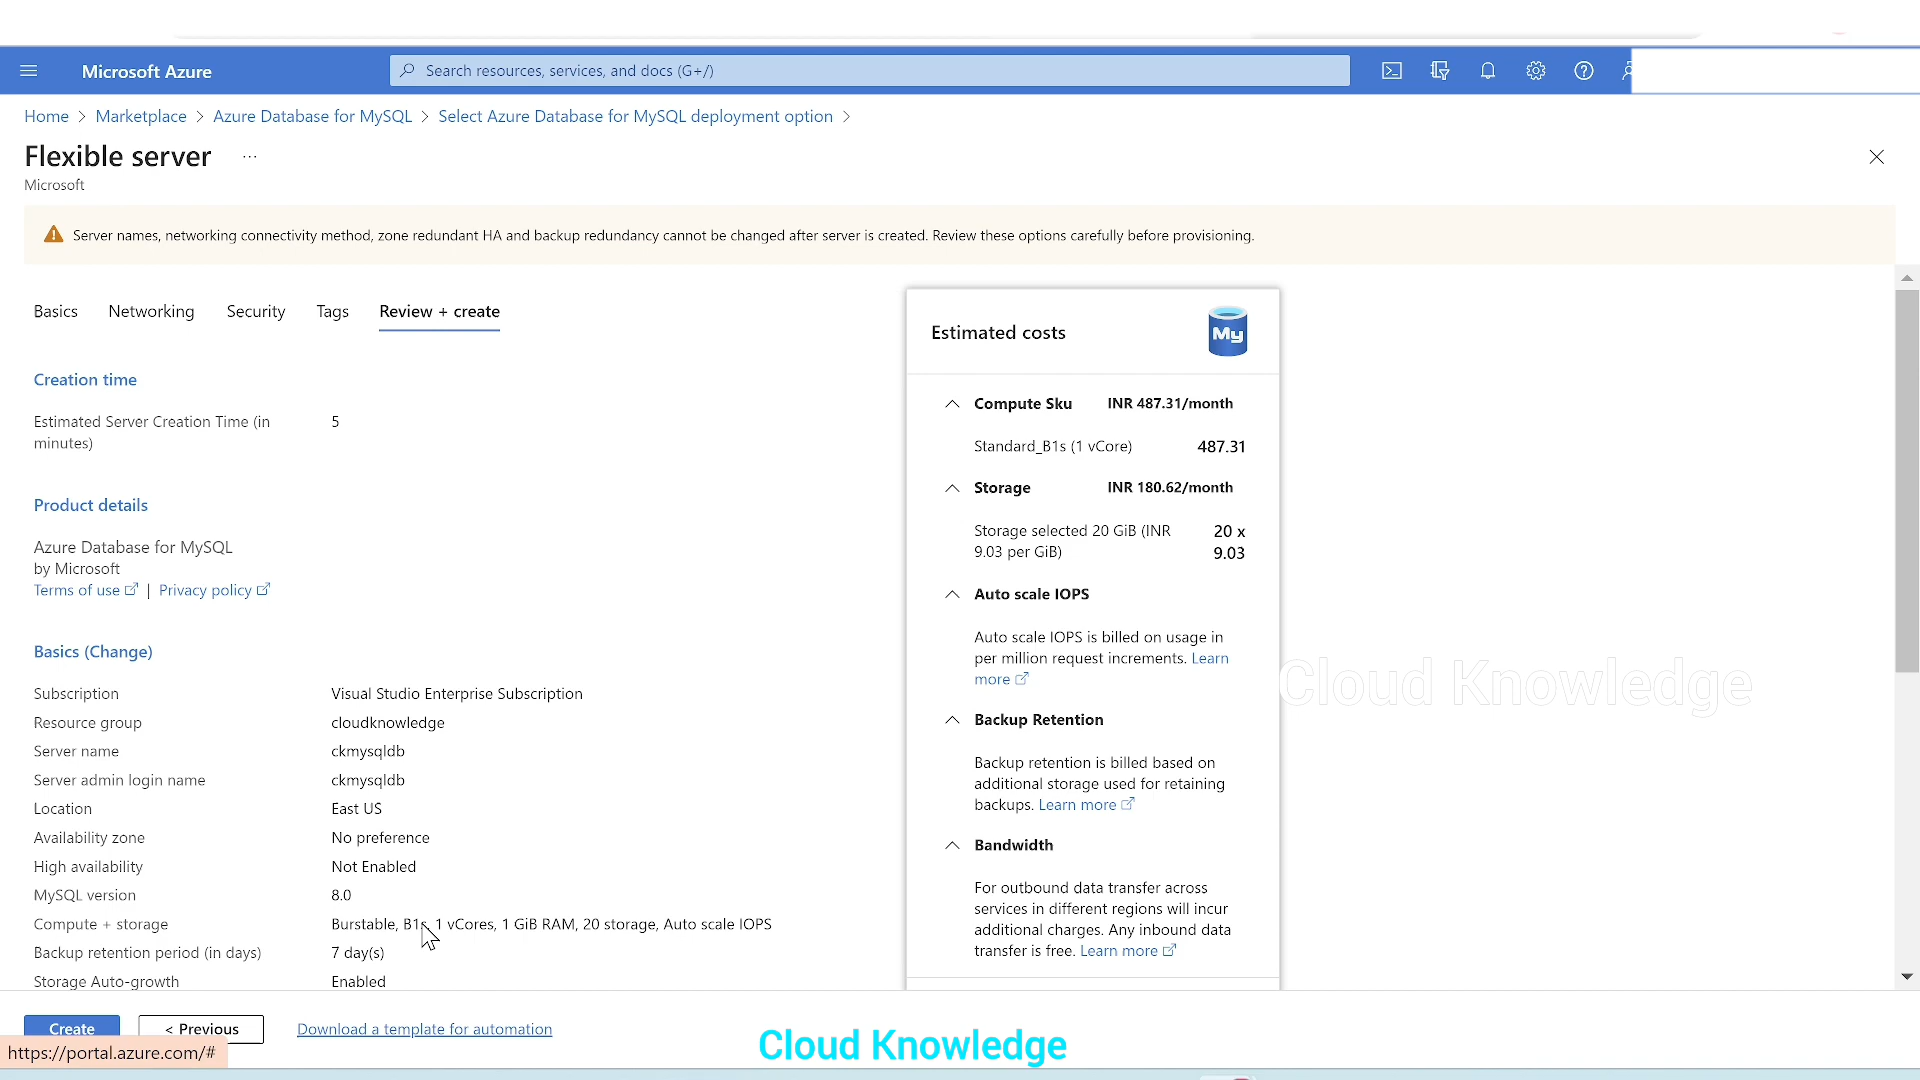 Microsoft Azure
Search resources, services, and docs (G+/)
Home > Marketplace > Azure Database for MySQL > Select Azure Database for MySQL deployment option >
Flexible server ...
Microsoft
Server names, networking connectivity method, zone redundant HA and backup redundancy cannot be changed after server is created. Review these options carefully before provisioning.
Basics Networking Security Tags Review + create
Creation time
Estimated Server Creation Time (in
minutes)
5
Product details
Azure Database for MySQL
by Microsoft
Terms of use | Privacy policy
Basics (Change)
Subscription Visual Studio Enterprise Subscription
Resource group cloudknowledge
Server name ckmysqldb
Server admin login name ckmysqldb
Location East US
Availability zone No preference
High availability Not Enabled
MySQL version 8.0
Compute + storage Burstable, B1s, 1 vCores, 1 GiB RAM, 20 storage, Auto scale IOPS
Backup retention period (in days) 7 day(s)
Storage Auto-growth Enabled
Estimated costs
My
Compute Sku INR 487.31/month
Standard_B1s (1 vCore) 487.31
Storage INR 180.62/month
Storage selected 20 GiB (INR
9.03 per GiB)
20 x
9.03
Auto scale IOPS
Auto scale IOPS is billed on usage in
per million request increments. Learn
more
Backup Retention
Backup retention is billed based on
additional storage used for retaining
backups. Learn more
Bandwidth
For outbound data transfer across
services in different regions will incur
additional charges. Any inbound data
transfer is free. Learn more
Cloud Knowledge
Create < Previous Download a template for automation
https://portal.azure.com/#
Cloud Knowledge